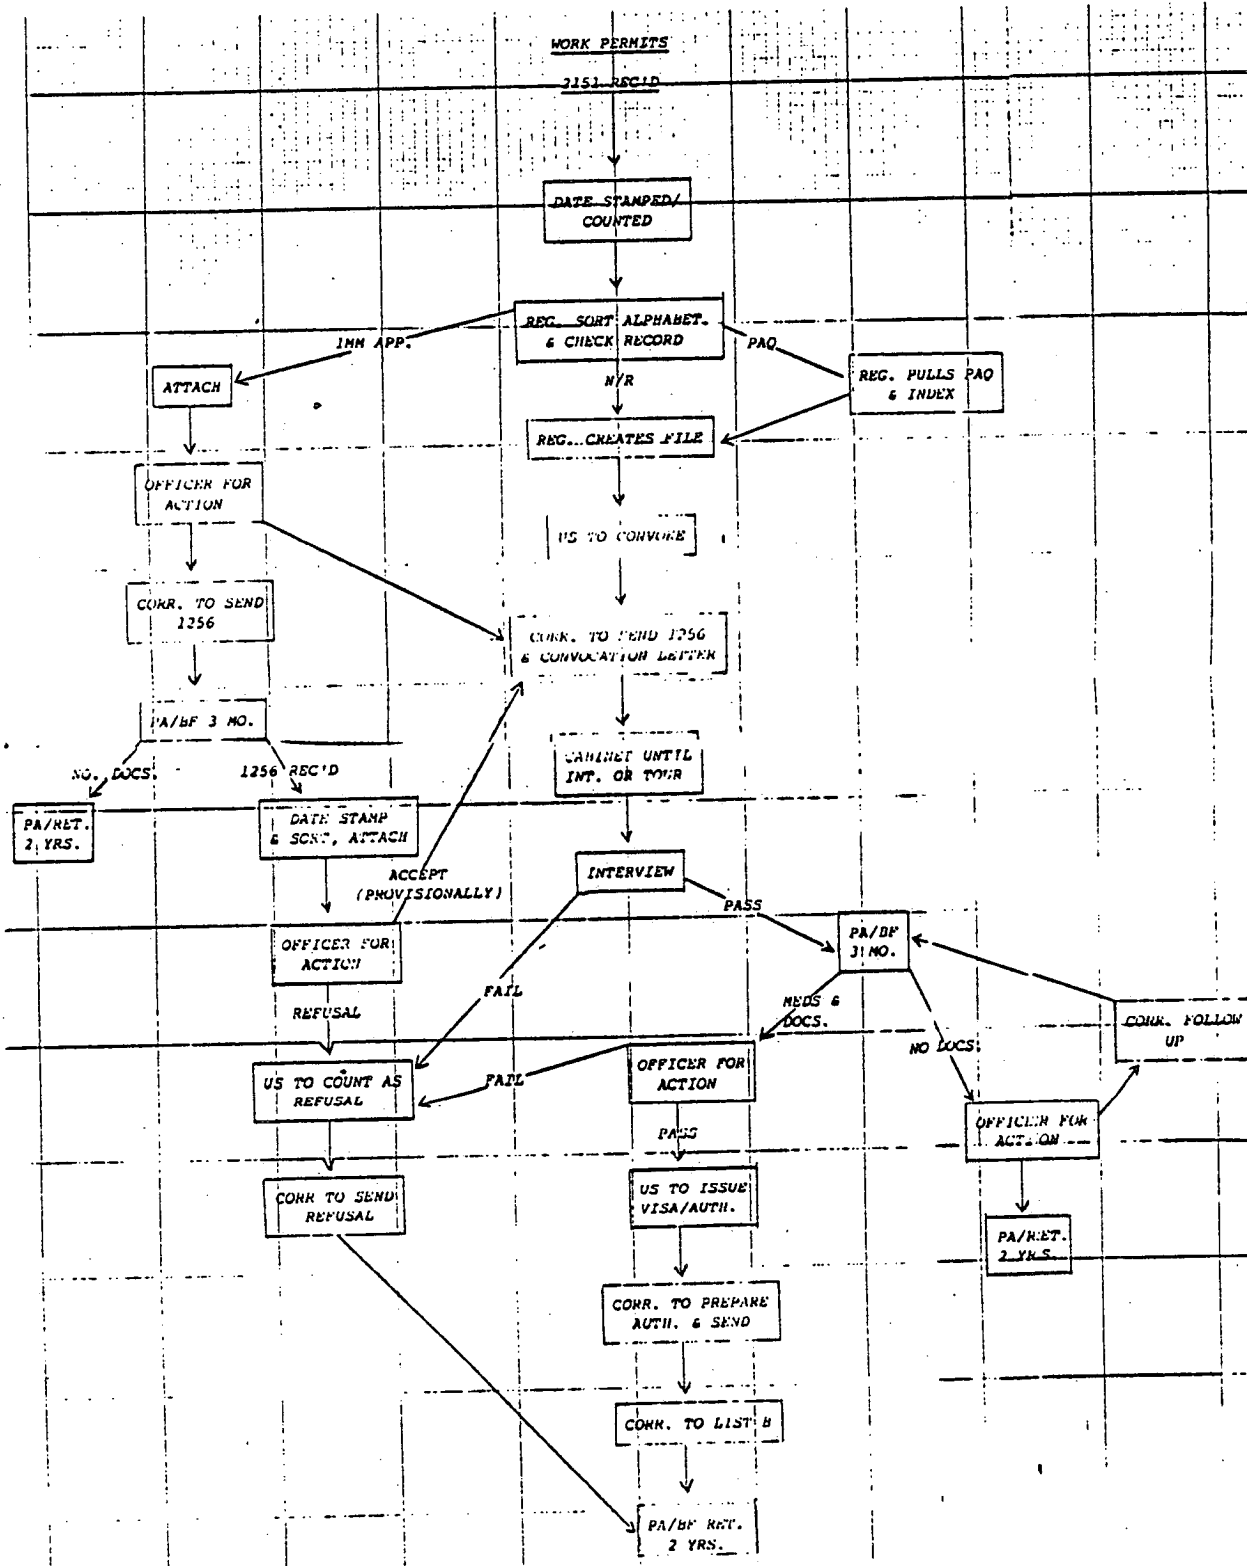 WORK PERMITS
3151 REC'D
DATE STAMPED/
COUNTED
REG. SORT ALPHABET.
& CHECK RECORD
IMM APP.
PAQ
N/R
ATTACH
REG. PULLS PAQ
& INDEX
REG. CREATES FILE
OFFICER FOR
ACTION
US TO CONVOKE
CORR. TO SEND
1256
CORR. TO SEND 1256
& CONVOCATION LETTER
PA/BF 3 MO.
NO. DOCS.
1256 REC'D
CABINET UNTIL
INT. OR TOUR
PA/RET.
2 YRS.
DATE STAMP
& SORT, ATTACH
ACCEPT
(PROVISIONALLY)
INTERVIEW
PASS
PA/BF
3 MO.
OFFICER FOR
ACTION
FAIL
REFUSAL
MEDS &
DOCS.
NO DOCS.
CORR. FOLLOW
UP
US TO COUNT AS
REFUSAL
FAIL
OFFICER FOR
ACTION
PASS
OFFICER FOR
ACTION
CORR TO SEND
REFUSAL
US TO ISSUE
VISA/AUTH.
PA/RET.
2 YRS.
CORR. TO PREPARE
AUTH. & SEND
CORR. TO LIST B
PA/BF RET.
2 YRS.